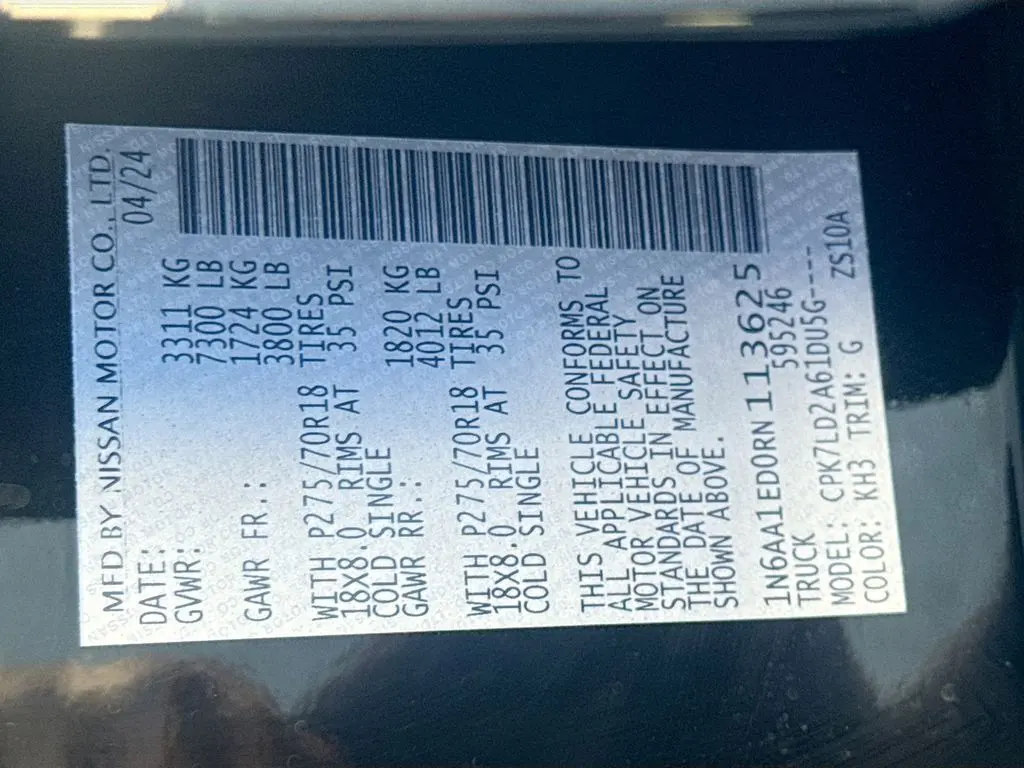 MFD BY NISSAN MOTOR CO., LTD.
DATE: 04/24
GVWR: 3311 KG
7300 LB
GAWR FR.: 1724 KG
3800 LB
WITH P275/70R18 TIRES
18X8.0 RIMS AT 35 PSI
COLD SINGLE
GAWR RR.: 1820 KG
4012 LB
WITH P275/70R18 TIRES
18X8.0 RIMS AT 35 PSI
COLD SINGLE
THIS VEHICLE CONFORMS TO
ALL APPLICABLE FEDERAL
MOTOR VEHICLE SAFETY
STANDARDS IN EFFECT ON
THE DATE OF MANUFACTURE
SHOWN ABOVE.
1N6AA1ED0RN113625
TRUCK 595246
MODEL: CPK7LD2A61DU5G----
COLOR: KH3 TRIM: G ZS10A